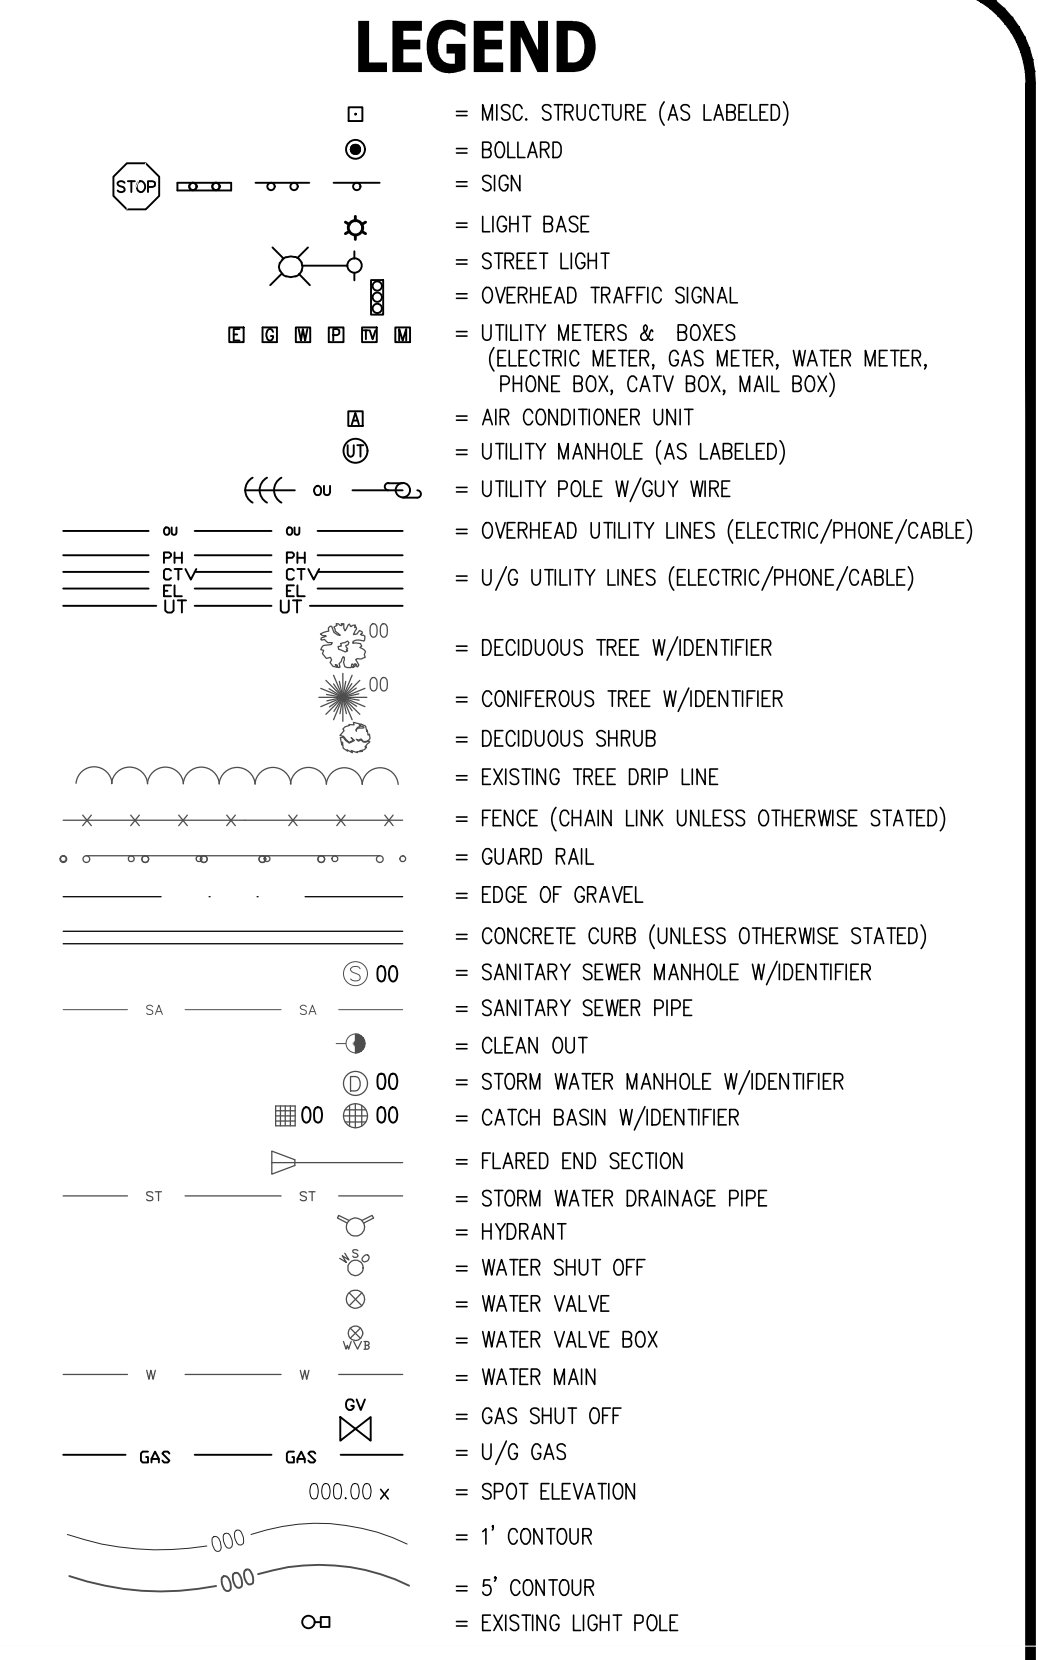 LEGEND
= MISC. STRUCTURE (AS LABELED)
= BOLLARD
STOP = SIGN
= LIGHT BASE
= STREET LIGHT
= OVERHEAD TRAFFIC SIGNAL
E G W P TV M = UTILITY METERS & BOXES
(ELECTRIC METER, GAS METER, WATER METER,
PHONE BOX, CATV BOX, MAIL BOX)
A = AIR CONDITIONER UNIT
UT = UTILITY MANHOLE (AS LABELED)
OU = UTILITY POLE W/GUY WIRE
OU OU = OVERHEAD UTILITY LINES (ELECTRIC/PHONE/CABLE)
PH PH
CTV CTV = U/G UTILITY LINES (ELECTRIC/PHONE/CABLE)
EL EL
UT UT
00 = DECIDUOUS TREE W/IDENTIFIER
00 = CONIFEROUS TREE W/IDENTIFIER
= DECIDUOUS SHRUB
= EXISTING TREE DRIP LINE
= FENCE (CHAIN LINK UNLESS OTHERWISE STATED)
= GUARD RAIL
= EDGE OF GRAVEL
= CONCRETE CURB (UNLESS OTHERWISE STATED)
S 00 = SANITARY SEWER MANHOLE W/IDENTIFIER
SA SA = SANITARY SEWER PIPE
= CLEAN OUT
D 00 = STORM WATER MANHOLE W/IDENTIFIER
00 00 = CATCH BASIN W/IDENTIFIER
= FLARED END SECTION
ST ST = STORM WATER DRAINAGE PIPE
= HYDRANT
WSO = WATER SHUT OFF
= WATER VALVE
WVB = WATER VALVE BOX
W W = WATER MAIN
GV = GAS SHUT OFF
GAS GAS = U/G GAS
000.00 x = SPOT ELEVATION
000 = 1' CONTOUR
000 = 5' CONTOUR
= EXISTING LIGHT POLE